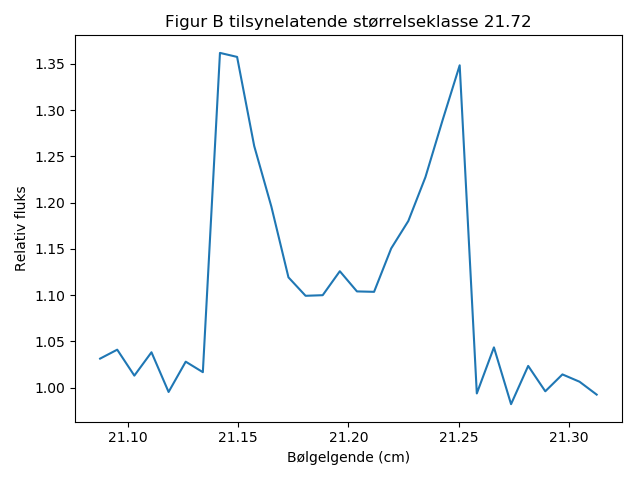 Figur B tilsynelatende størrelseklasse 21.72
1.35
1.30
1.25
1.20
1.15
1.10
1.05
1.00
Relativ fluks
21.10 21.15 21.20 21.25 21.30
Bølgelgende (cm)